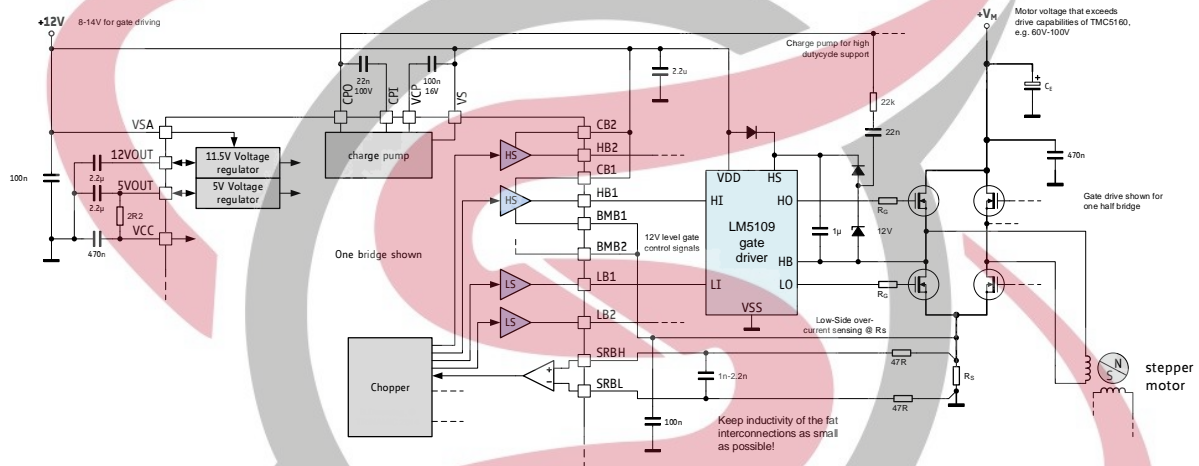 +12V
8-14V for gate driving
+VM
Motor voltage that exceeds
drive capabilities of TMC5160,
e.g. 60V-100V
Charge pump for high
dutycycle support
22n
100V
100n
16V
2.2u
CE
CPO
CPI
VCP
VS
22k
22n
VSA
CB2
12VOUT
11.5V Voltage
regulator
charge pump
HS
HB2
470n
100n
2.2µ
5VOUT
5V Voltage
regulator
CB1
VDD
HS
2.2µ
HS
HB1
HI
HO
RG
Gate drive shown for
one half bridge
2R2
BMB1
LM5109
gate
driver
1µ
12V
VCC
12V level gate
control signals
470n
One bridge shown
BMB2
HB
LS
LB1
LI
LO
RG
VSS
LS
LB2
Low-Side over-
current sensing @ Rs
SRBH
47R
Chopper
+
-
1n-2.2n
RS
N
S
stepper
motor
SRBL
47R
100n
Keep inductivity of the fat
interconnections as small
as possible!